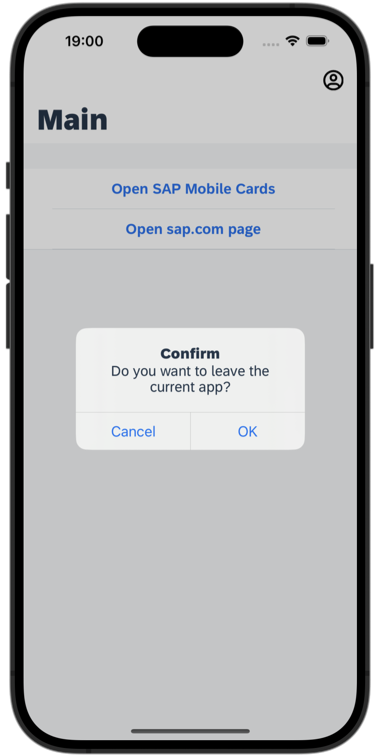 19:00
Main
Open SAP Mobile Cards
Open sap.com page
Confirm
Do you want to leave the
current app?
Cancel
OK